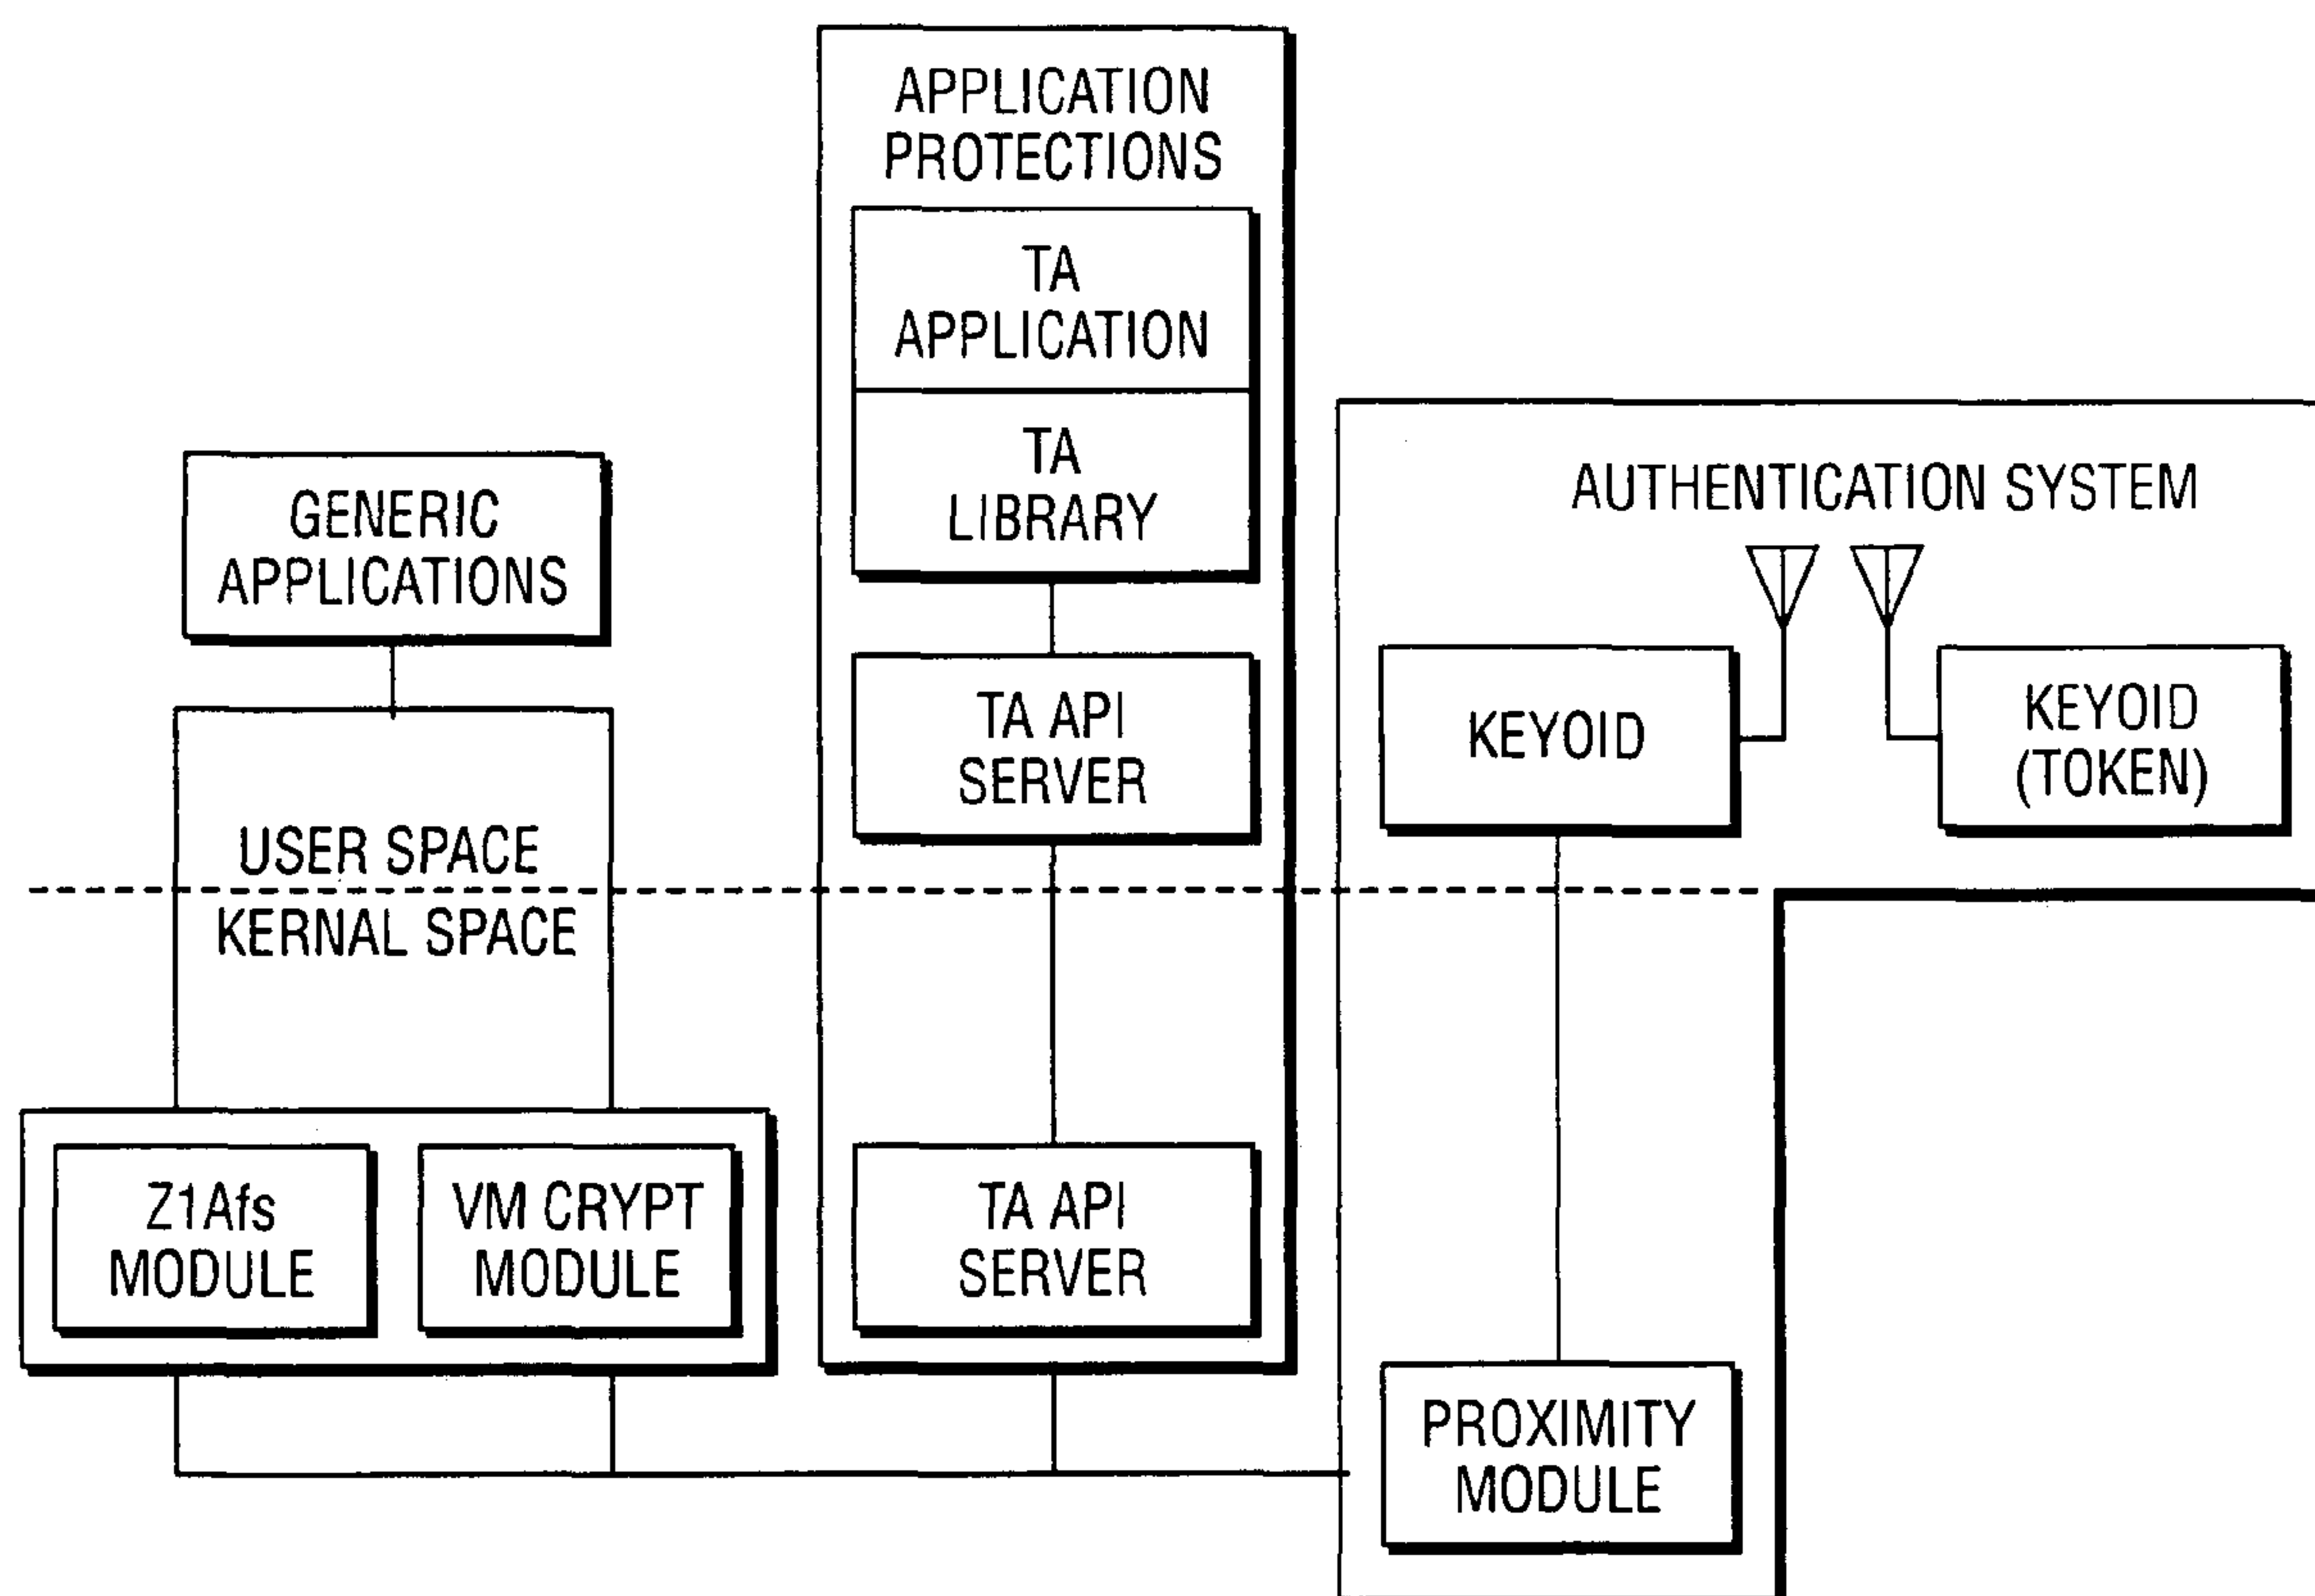 APPLICATION
PROTECTIONS
TA
APPLICATION
TA
LIBRARY
GENERIC
APPLICATIONS
AUTHENTICATION SYSTEM
TA API
SERVER
KEYOID
KEYOID
(TOKEN)
USER SPACE
KERNAL SPACE
Z1Afs
MODULE
VM CRYPT
MODULE
TA API
SERVER
PROXIMITY
MODULE